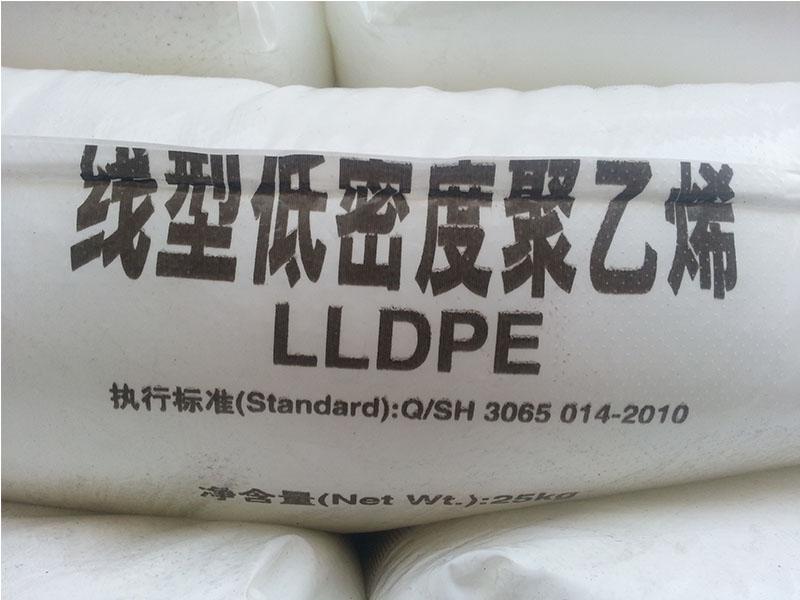 线型低密度聚乙烯
LLDPE
执行标准(Standard):Q/SH 3065 014-2010
净含量(Net Wt.):25kg